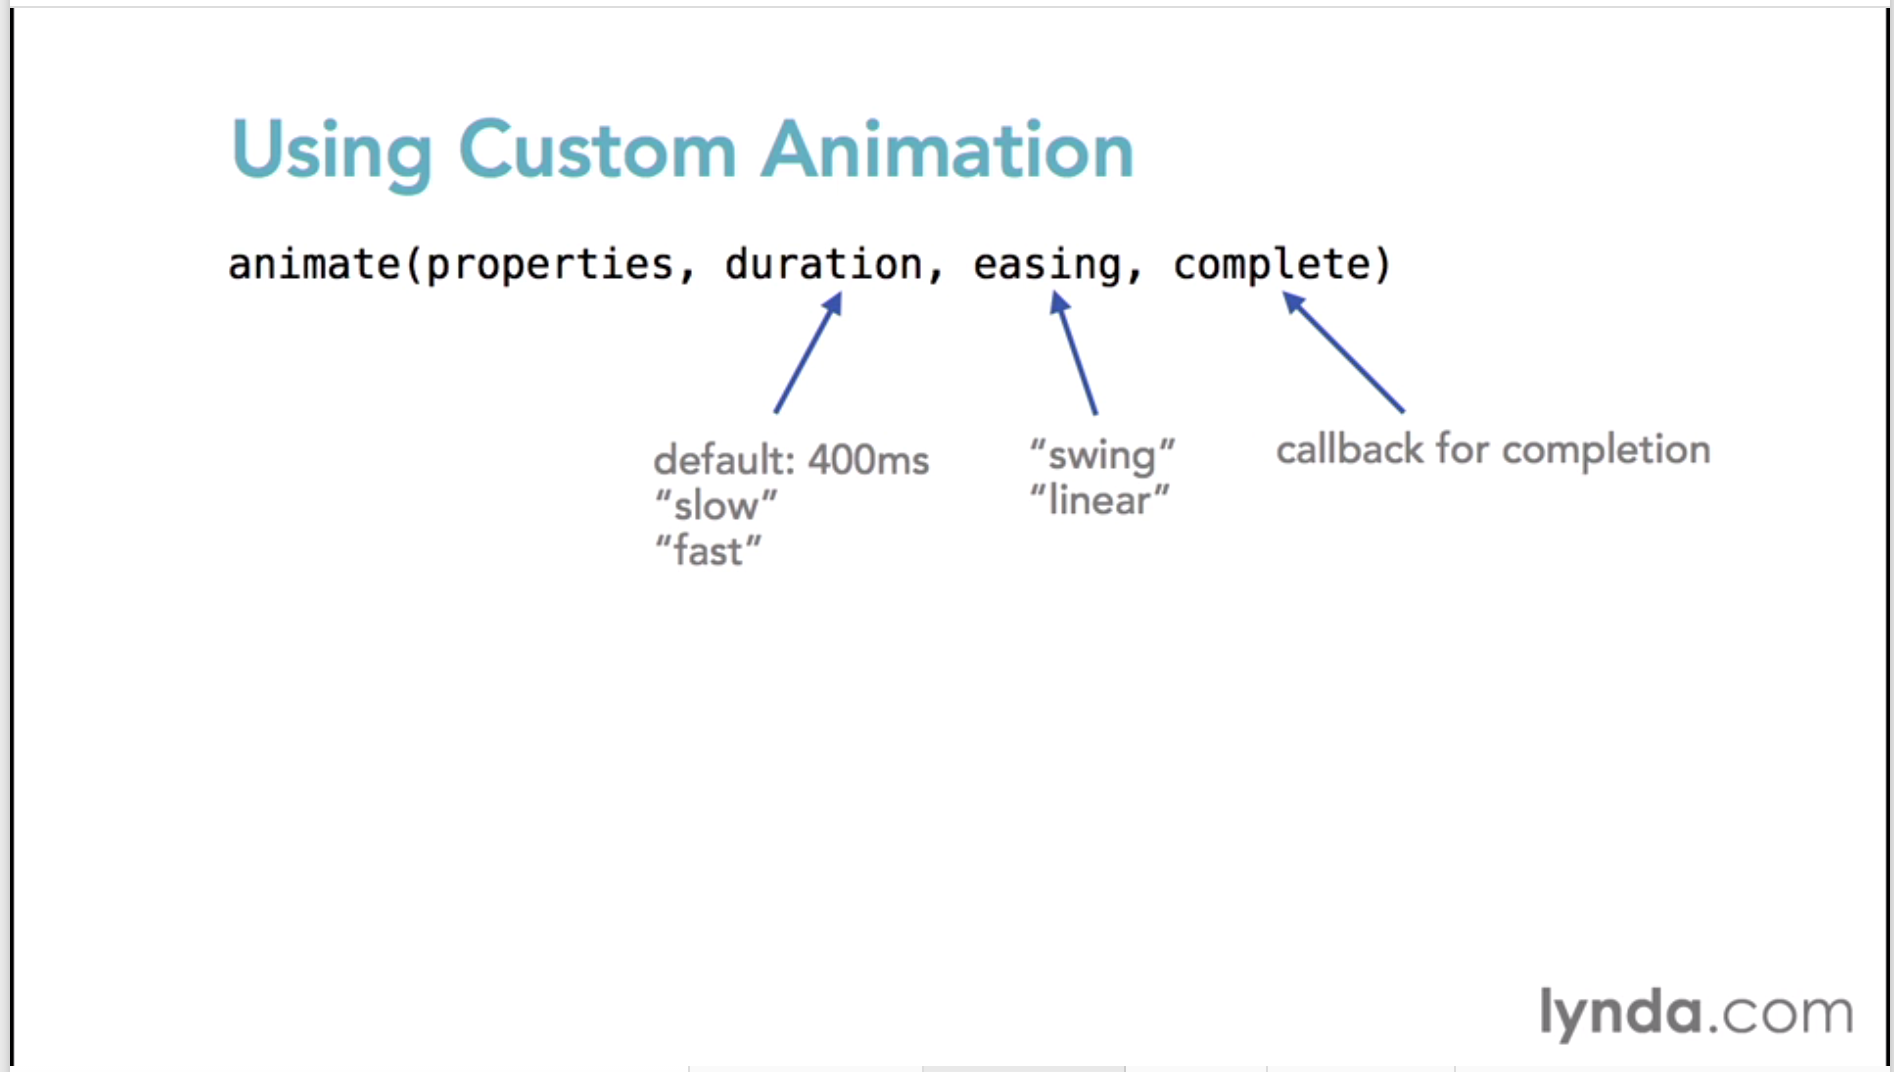 Using Custom Animation
animate(properties, duration, easing, complete)
default: 400ms
“slow”
“fast”
“swing”
“linear”
callback for completion
lynda.com